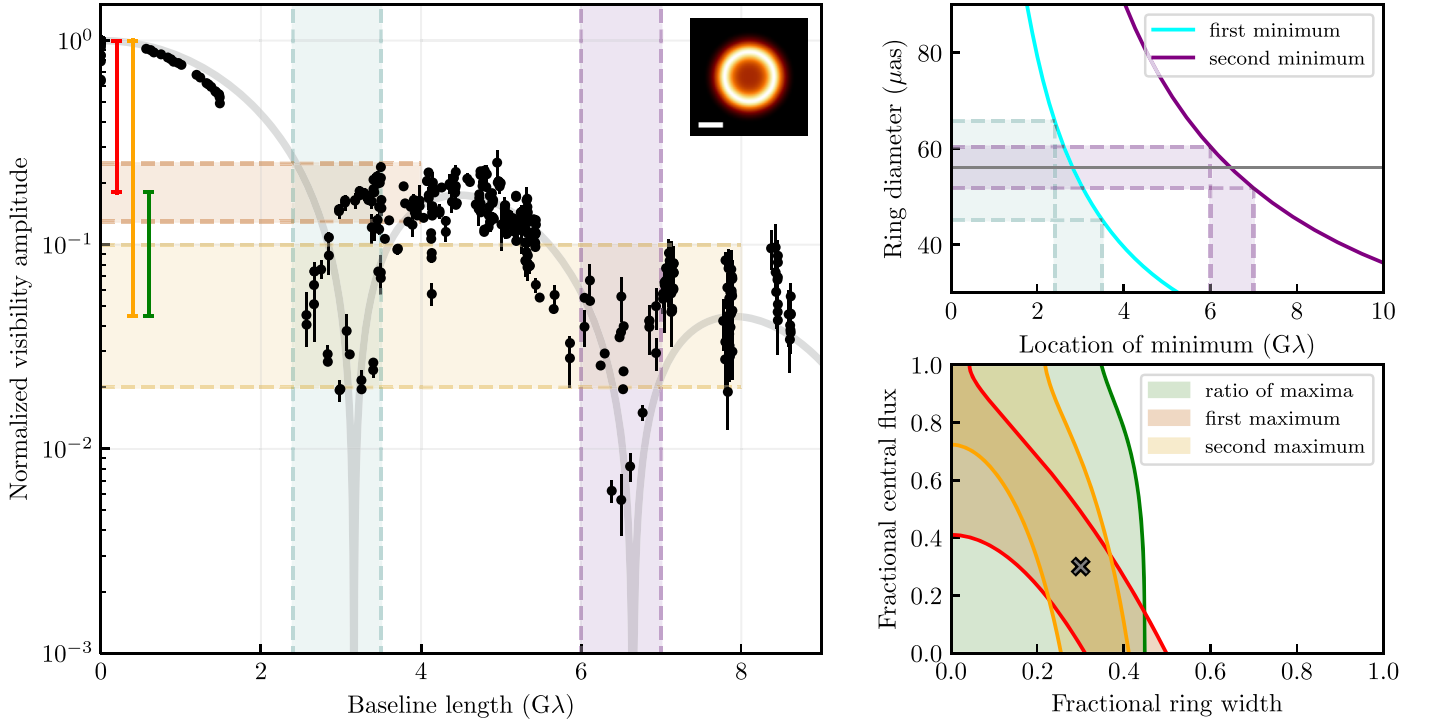 Normalized visibility amplitude
10⁰
10⁻¹
10⁻²
10⁻³
0 2 4 6 8
Baseline length (Gλ)
Ring diameter (μas)
80
60
40
first minimum
second minimum
0 2 4 6 8 10
Location of minimum (Gλ)
Fractional central flux
1.0
0.8
0.6
0.4
0.2
0.0
ratio of maxima
first maximum
second maximum
0.0 0.2 0.4 0.6 0.8 1.0
Fractional ring width